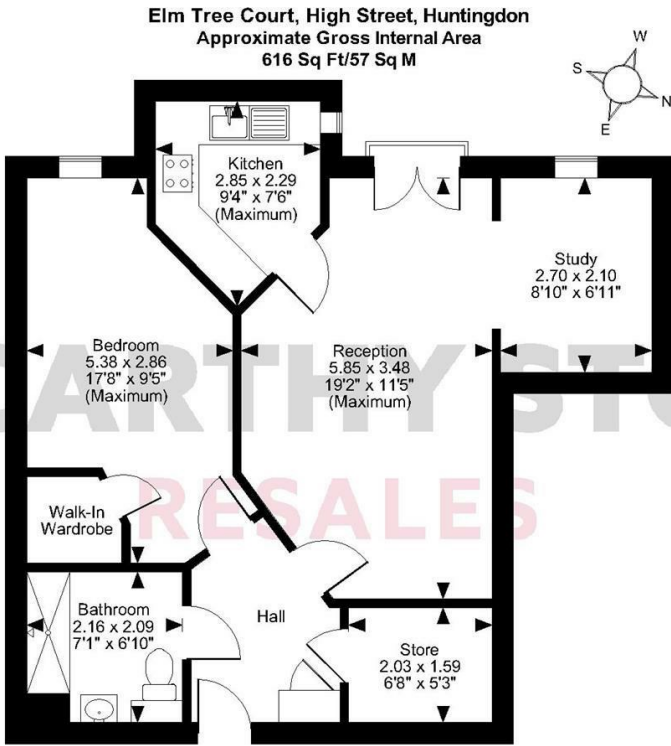 Elm Tree Court, High Street, Huntingdon
Approximate Gross Internal Area
616 Sq Ft/57 Sq M
W
S
N
E
Kitchen
2.85 x 2.29
9'4" x 7'6"
(Maximum)
Study
2.70 x 2.10
8'10" x 6'11"
Bedroom
5.38 x 2.86
17'8" x 9'5"
(Maximum)
Reception
5.85 x 3.48
19'2" x 11'5"
(Maximum)
CARTHY STO
RESALES
Walk-In
Wardrobe
Bathroom
2.16 x 2.09
7'1" x 6'10"
Hall
Store
2.03 x 1.59
6'8" x 5'3"